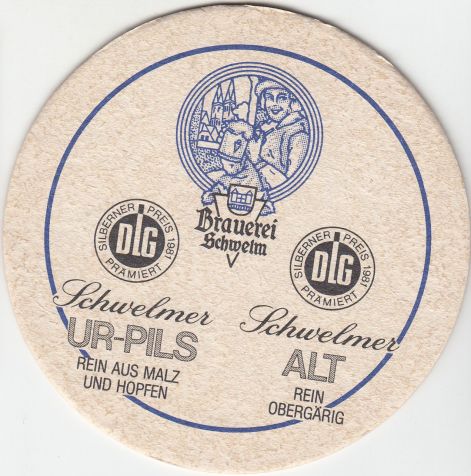 Brauerei
Schwelm
SILBERNER PREIS 1981
DLG
PRÄMIERT
Schwelmer
UR-PILS
REIN AUS MALZ
UND HOPFEN
SILBERNER PREIS 1981
DLG
PRÄMIERT
Schwelmer
ALT
REIN
OBERGÄRIG